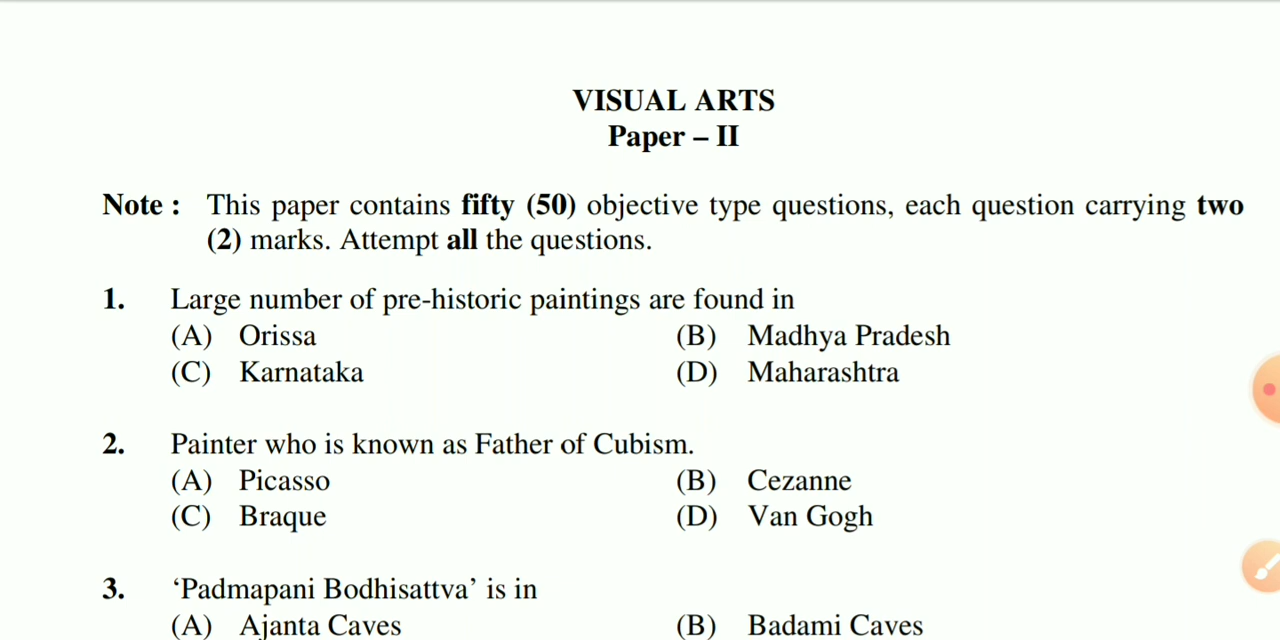 VISUAL ARTS
Paper – II
Note : This paper contains fifty (50) objective type questions, each question carrying two
(2) marks. Attempt all the questions.
1. Large number of pre-historic paintings are found in
(A) Orissa (B) Madhya Pradesh
(C) Karnataka (D) Maharashtra
2. Painter who is known as Father of Cubism.
(A) Picasso (B) Cezanne
(C) Braque (D) Van Gogh
3. ‘Padmapani Bodhisattva’ is in
(A) Ajanta Caves (B) Badami Caves